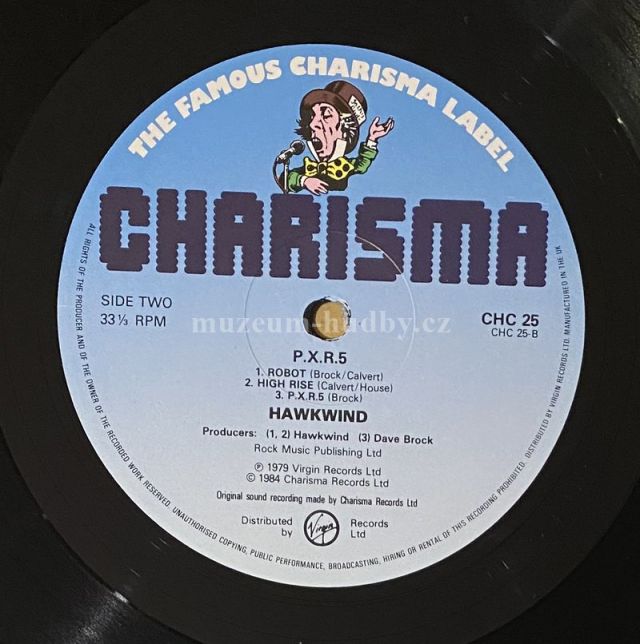 THE FAMOUS CHARISMA LABEL
CHARISMA
SIDE TWO
33⅓ RPM
CHC 25
CHC 25-B
muzeum-hudby.cz
P.X.R.5
1. ROBOT (Brock/Calvert)
2. HIGH RISE (Calvert/House)
3. P.X.R.5 (Brock)
HAWKWIND
Producers: (1, 2) Hawkwind (3) Dave Brock
Rock Music Publishing Ltd
℗ 1979 Virgin Records Ltd
© 1984 Charisma Records Ltd
Original sound recording made by Charisma Records Ltd
Distributed by Virgin Records Ltd
ALL RIGHTS OF THE PRODUCER AND OF THE OWNER OF THE RECORDED WORK RESERVED. UNAUTHORISED COPYING, PUBLIC PERFORMANCE, BROADCASTING, HIRING OR RENTAL OF THIS RECORDING PROHIBITED. DISTRIBUTED BY VIRGIN RECORDS LTD. MANUFACTURED IN THE UK